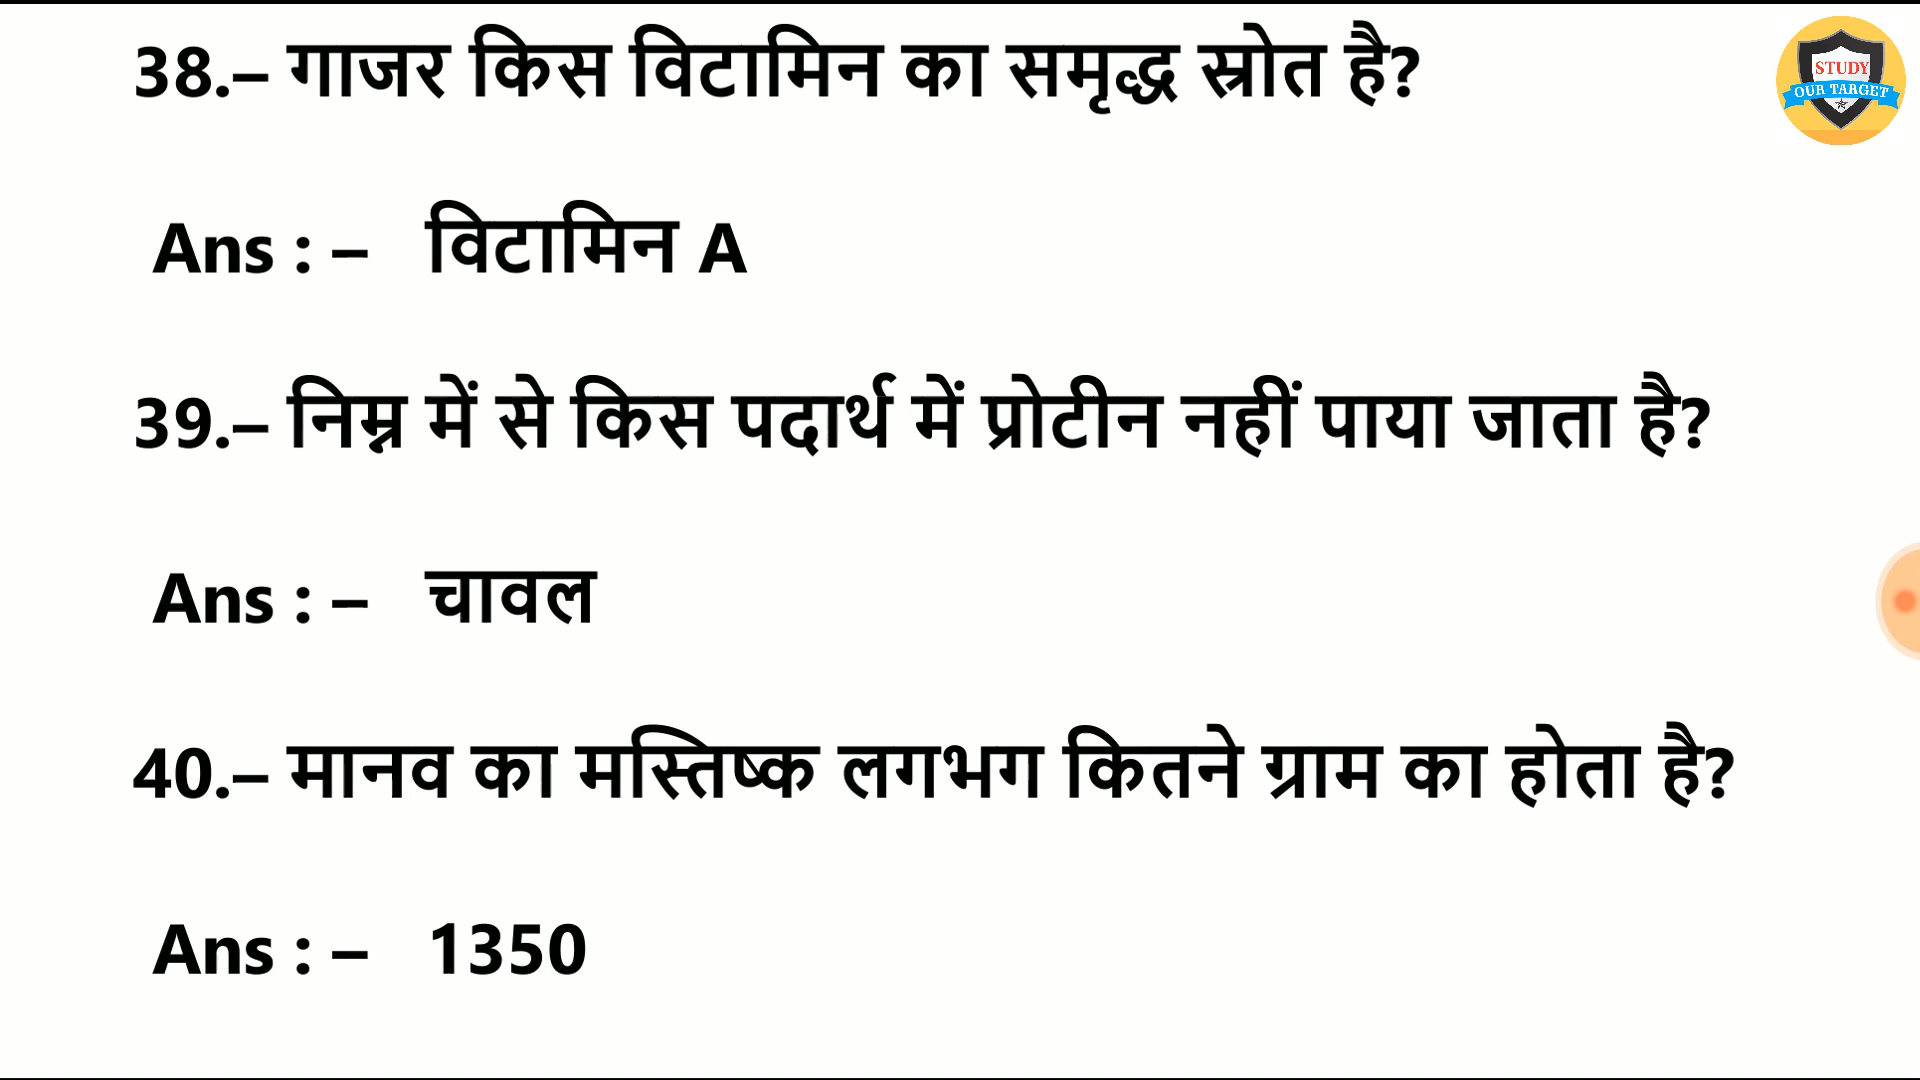 38.– गाजर किस विटामिन का समृद्ध स्रोत है?
STUDY
OUR TARGET
Ans : – विटामिन A
39.– निम्न में से किस पदार्थ में प्रोटीन नहीं पाया जाता है?
Ans : – चावल
40.– मानव का मस्तिष्क लगभग कितने ग्राम का होता है?
Ans : – 1350